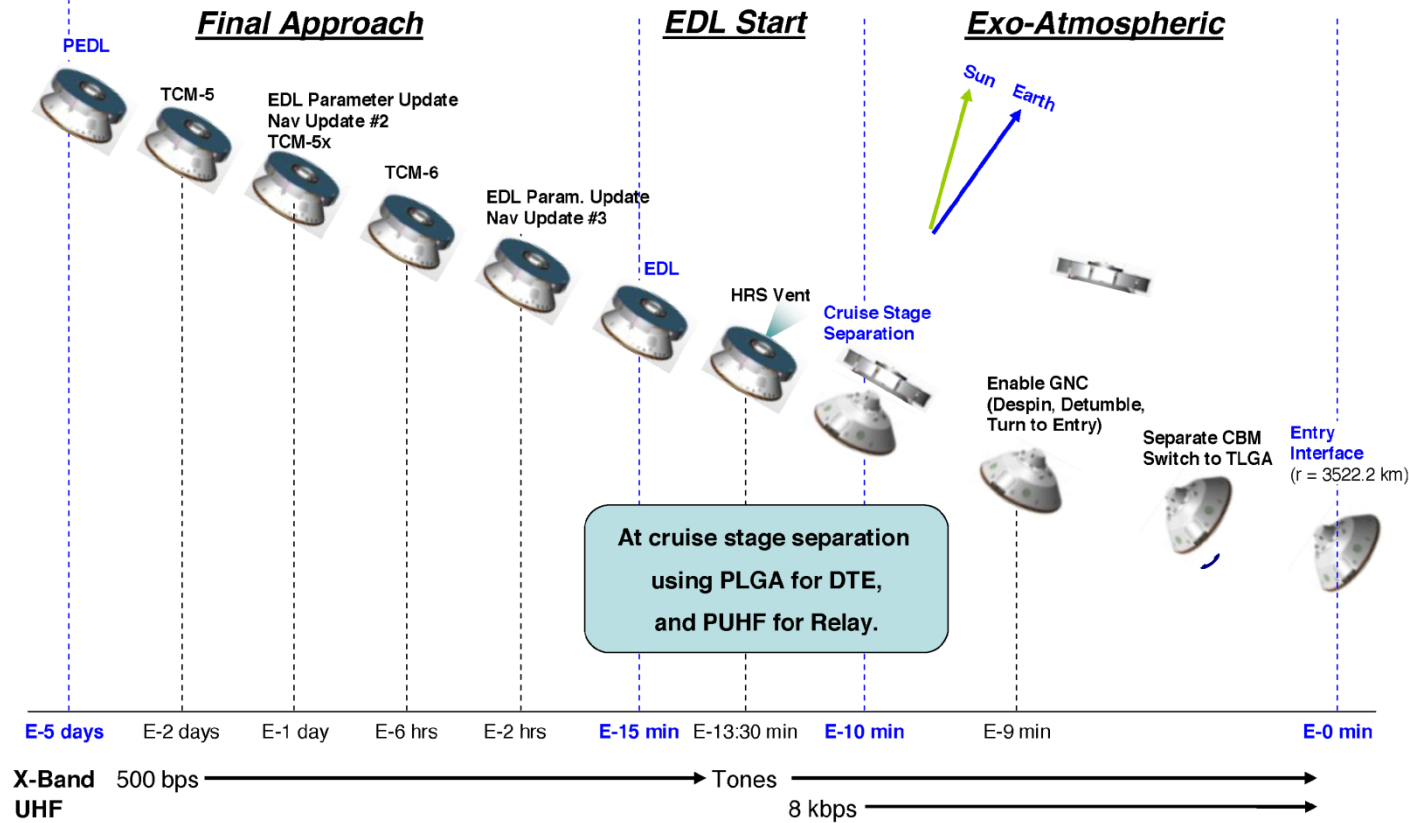 Final Approach
EDL Start
Exo-Atmospheric
PEDL
TCM-5
EDL Parameter Update
Nav Update #2
TCM-5x
TCM-6
EDL Param. Update
Nav Update #3
EDL
HRS Vent
Cruise Stage
Separation
Sun
Earth
Enable GNC
(Despin, Detumble,
Turn to Entry)
Separate CBM
Switch to TLGA
Entry
Interface
(r = 3522.2 km)
At cruise stage separation
using PLGA for DTE,
and PUHF for Relay.
E-5 days
E-2 days
E-1 day
E-6 hrs
E-2 hrs
E-15 min
E-13:30 min
E-10 min
E-9 min
E-0 min
X-Band 500 bps Tones
UHF 8 kbps